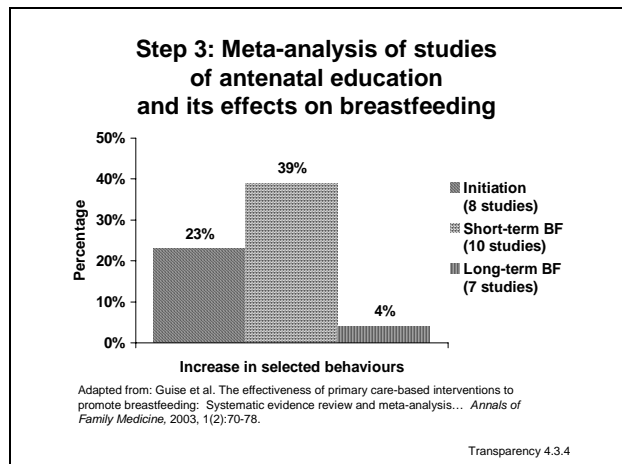 Step 3: Meta-analysis of studies
of antenatal education
and its effects on breastfeeding
50%
40%
30%
20%
10%
0%
Percentage
23%
39%
4%
Initiation
(8 studies)
Short-term BF
(10 studies)
Long-term BF
(7 studies)
Increase in selected behaviours
Adapted from: Guise et al. The effectiveness of primary care-based interventions to
promote breastfeeding: Systematic evidence review and meta-analysis… Annals of
Family Medicine, 2003, 1(2):70-78.
Transparency 4.3.4